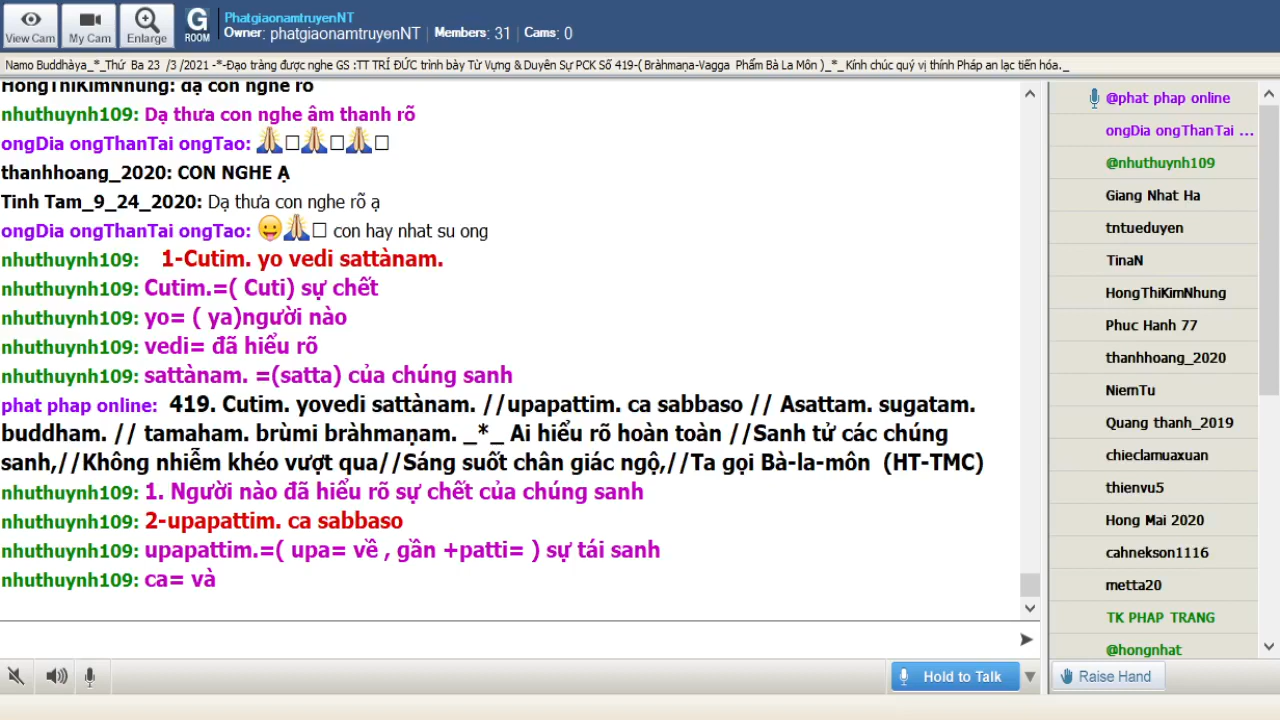 View Cam
My Cam
Enlarge
G
ROOM
PhatgiaonamtruyenNT
Owner: phatgiaonamtruyenNT | Members: 31 | Cams: 0
Namo Buddhàya_*_Thứ Ba 23 /3 /2021 -*-Đạo tràng được nghe GS :TT TRÍ ĐỨC trình bày Từ Vựng & Duyên Sự PCK Số 419-( Bràhmaṇa-Vagga Phẩm Bà La Môn )_*_ Kính chúc quý vị thính Pháp an lạc tiến hóa._
HongThiKimNhung: dạ con nghe rõ
nhuthuynh109: Dạ thưa con nghe âm thanh rõ
ongDia ongThanTai ongTao: 🙏□🙏□🙏□
thanhhoang_2020: CON NGHE Ạ
Tinh Tam_9_24_2020: Dạ thưa con nghe rõ ạ
ongDia ongThanTai ongTao: 😛🙏□ con hay nhat su ong
nhuthuynh109: 1-Cutim. yo vedi sattànam.
nhuthuynh109: Cutim.=( Cuti) sự chết
nhuthuynh109: yo= ( ya)người nào
nhuthuynh109: vedi= đã hiểu rõ
nhuthuynh109: sattànam. =(satta) của chúng sanh
phat phap online: 419. Cutim. yovedi sattànam. //upapattim. ca sabbaso // Asattam. sugatam.
buddham. // tamaham. brùmi bràhmaṇam. _*_ Ai hiểu rõ hoàn toàn //Sanh tử các chúng
sanh,//Không nhiễm khéo vượt qua//Sáng suốt chân giác ngộ,//Ta gọi Bà-la-môn (HT-TMC)
nhuthuynh109: 1. Người nào đã hiểu rõ sự chết của chúng sanh
nhuthuynh109: 2-upapattim. ca sabbaso
nhuthuynh109: upapattim.=( upa= về , gần +patti= ) sự tái sanh
nhuthuynh109: ca= và
@phat phap online
ongDia ongThanTai ...
@nhuthuynh109
Giang Nhat Ha
tntueduyen
TinaN
HongThiKimNhung
Phuc Hanh 77
thanhhoang_2020
NiemTu
Quang thanh_2019
chieclamuaxuan
thienvu5
Hong Mai 2020
cahnekson1116
metta20
TK PHAP TRANG
@hongnhat
Hold to Talk
Raise Hand